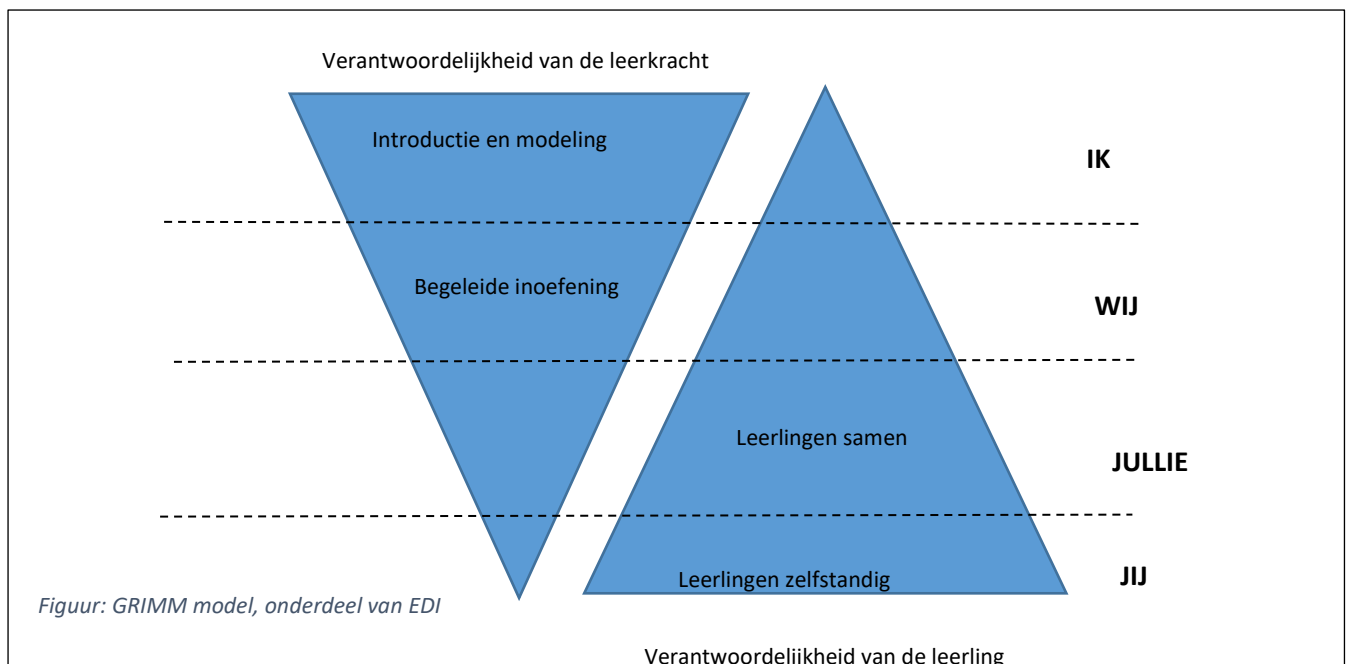 Verantwoordelijkheid van de leerkracht
Introductie en modeling
IK
Begeleide inoefening
WIJ
Leerlingen samen
JULLIE
Leerlingen zelfstandig
JIJ
Figuur: GRIMM model, onderdeel van EDI
Verantwoordelijkheid van de leerling